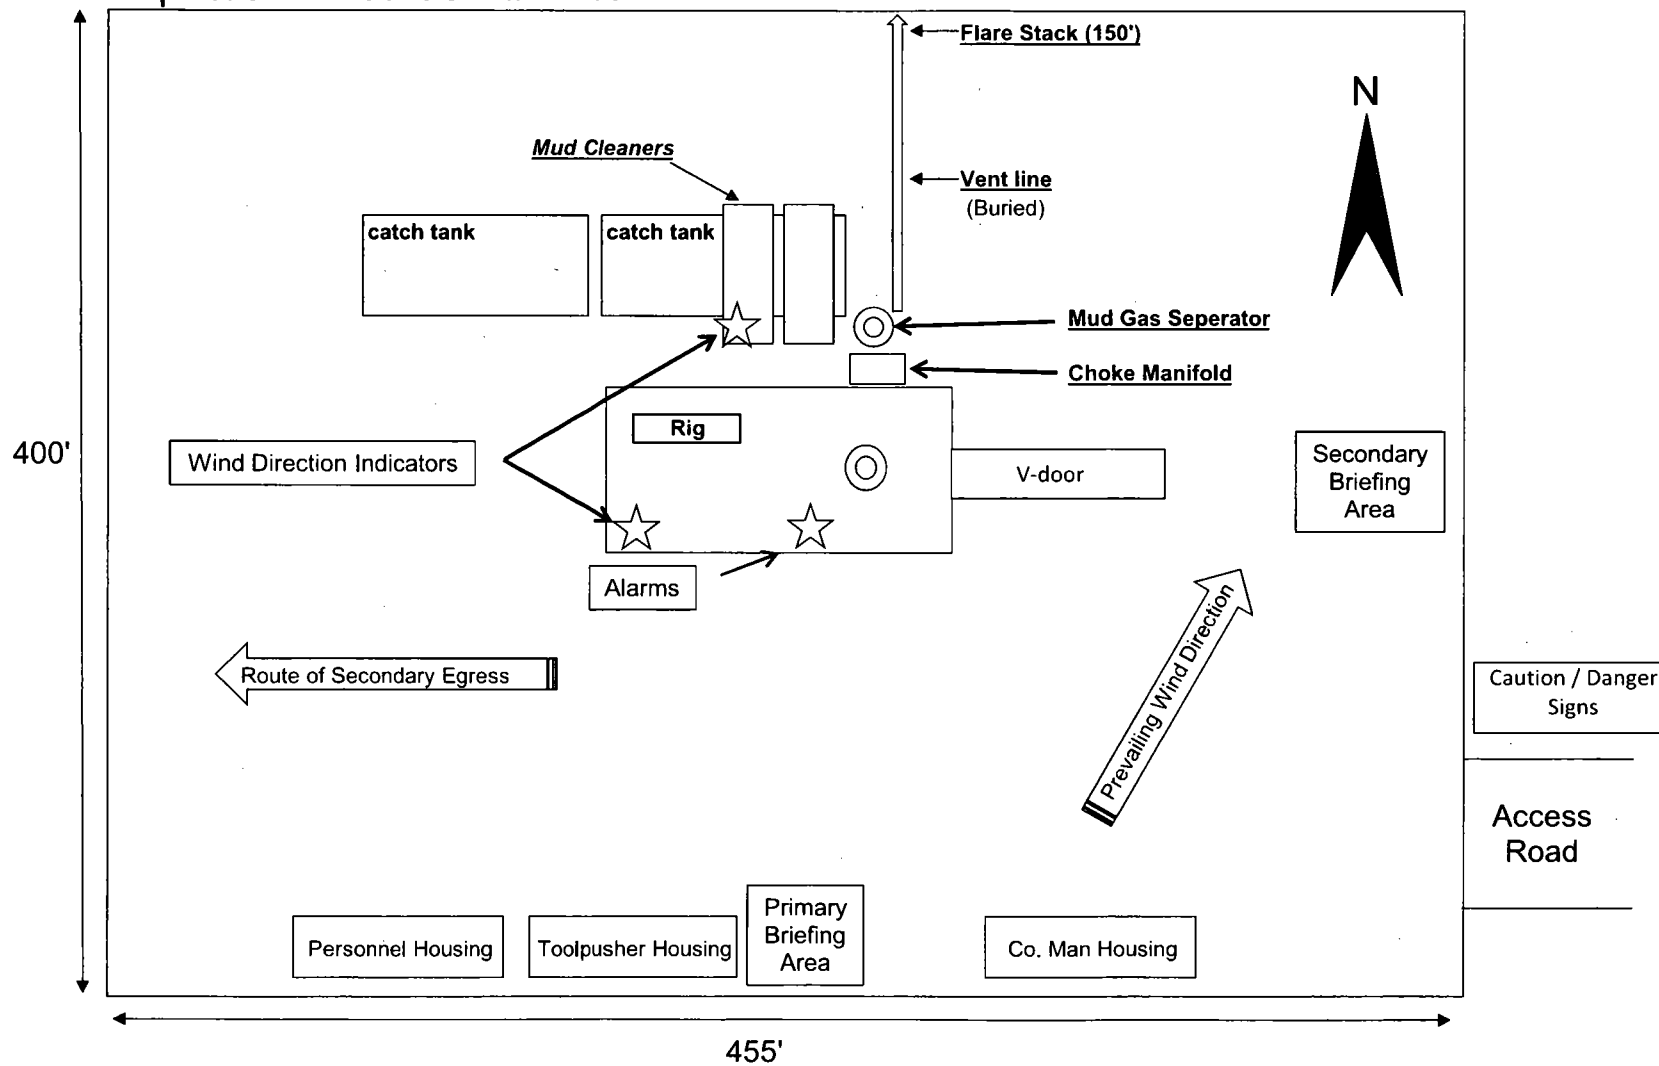 Flare Stack (150')
N
Mud Cleaners
Vent line
(Buried)
catch tank
catch tank
Mud Gas Seperator
Choke Manifold
400'
Rig
Wind Direction Indicators
V-door
Secondary
Briefing
Area
Alarms
Prevailing Wind Direction
Route of Secondary Egress
Caution / Danger
Signs
Access
Road
Primary
Briefing
Area
Personnel Housing
Toolpusher Housing
Co. Man Housing
455'